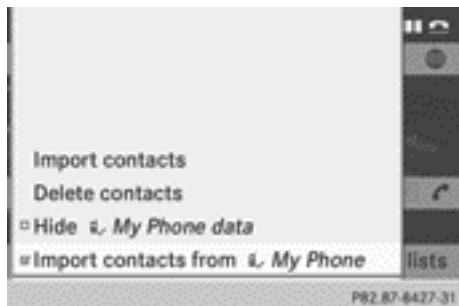 Import contacts
Delete contacts
Hide My Phone data
Import contacts from My Phone
lists
P82.87-8427-31